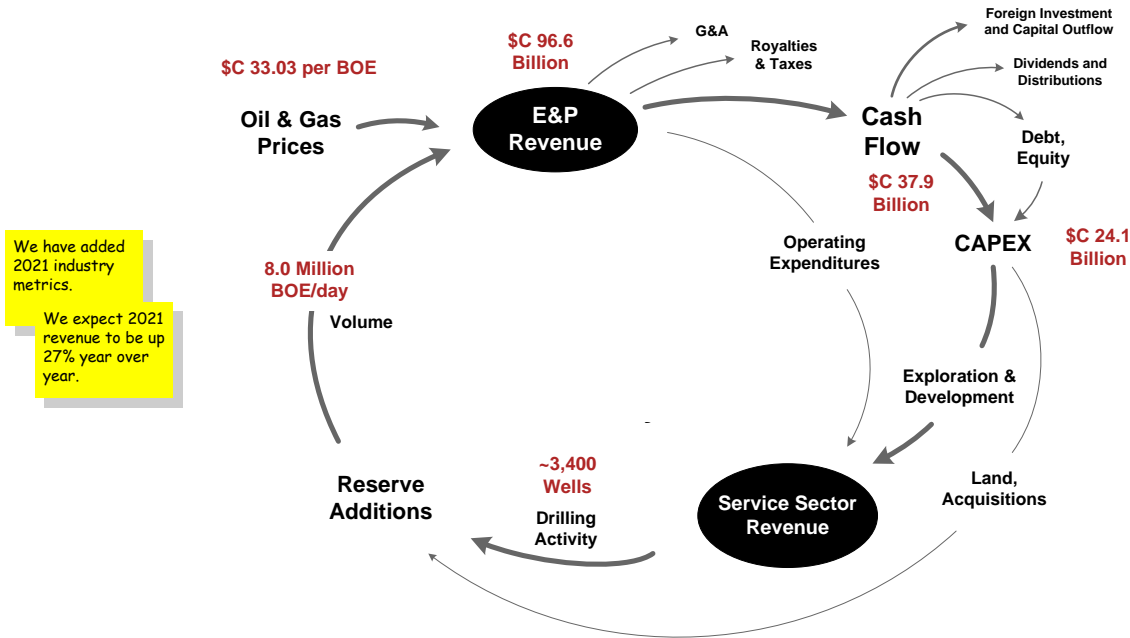 $C 33.03 per BOE
Oil & Gas
Prices
$C 96.6
Billion
E&P
Revenue
G&A
Royalties
& Taxes
Foreign Investment
and Capital Outflow
Dividends and
Distributions
Cash
Flow
$C 37.9
Billion
Debt,
Equity
CAPEX
$C 24.1
Billion
Operating
Expenditures
Exploration &
Development
Land,
Acquisitions
Service Sector
Revenue
~3,400
Wells
Drilling
Activity
Reserve
Additions
8.0 Million
BOE/day
Volume
We have added
2021 industry
metrics.
We expect 2021
revenue to be up
27% year over
year.